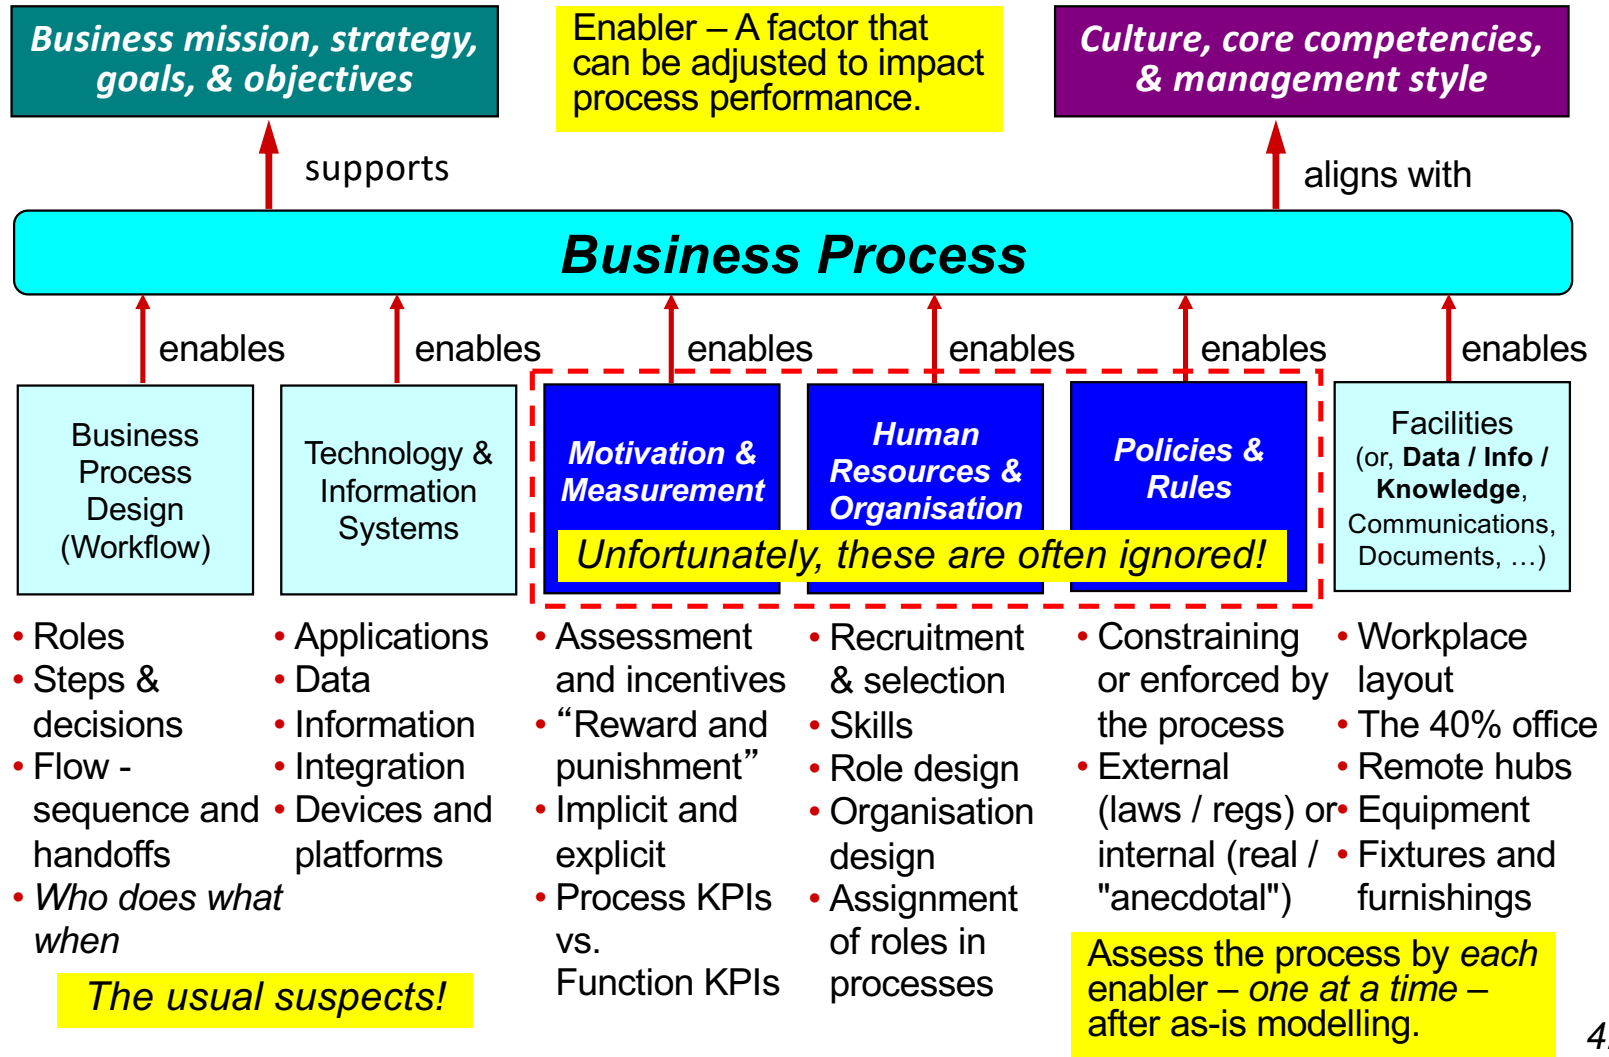 Business mission, strategy,
goals, & objectives
Enabler – A factor that
can be adjusted to impact
process performance.
Culture, core competencies,
& management style
supports
aligns with
Business Process
enables
enables
enables
enables
enables
enables
Business
Process
Design
(Workflow)
Technology &
Information
Systems
Motivation &
Measurement
Human
Resources &
Organisation
Policies &
Rules
Facilities
(or, Data / Info /
Knowledge,
Communications,
Documents, …)
Unfortunately, these are often ignored!
• Roles
• Steps &
decisions
• Flow -
sequence and
handoffs
• Who does what
when
• Applications
• Data
• Information
• Integration
• Devices and
platforms
• Assessment
and incentives
• “Reward and
punishment”
• Implicit and
explicit
• Process KPIs
vs.
Function KPIs
• Recruitment
& selection
• Skills
• Role design
• Organisation
design
• Assignment
of roles in
processes
• Constraining
or enforced by
the process
• External
(laws / regs) or
internal (real /
"anecdotal")
• Workplace
layout
• The 40% office
• Remote hubs
• Equipment
• Fixtures and
furnishings
The usual suspects!
Assess the process by each
enabler – one at a time –
after as-is modelling.